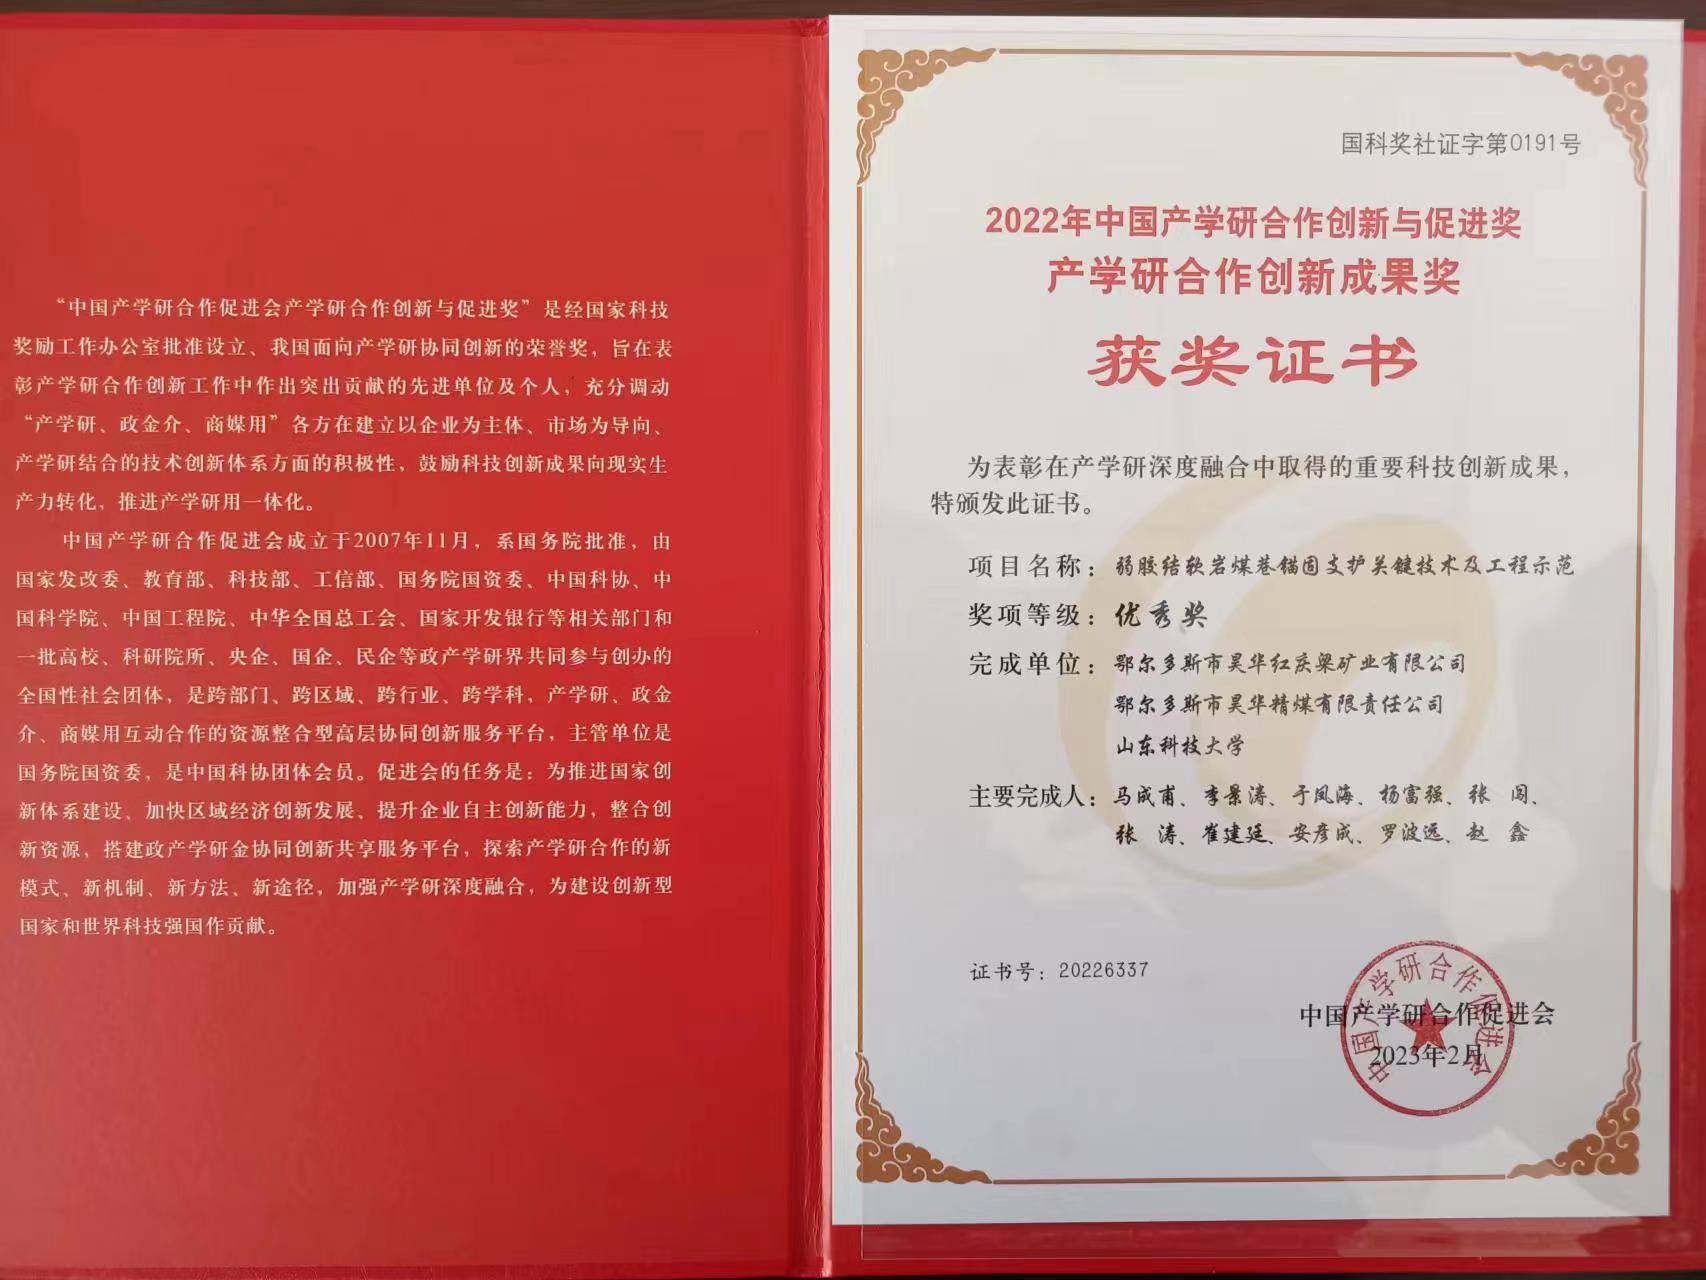 “中国产学研合作促进会产学研合作创新与促进奖”是经国家科技
奖励工作办公室批准设立、我国面向产学研协同创新的荣誉奖，旨在表
彰产学研合作创新工作中作出突出贡献的先进单位及个人，充分调动
“产学研、政金介、商媒用”各方在建立以企业为主体、市场为导向、
产学研结合的技术创新体系方面的积极性，鼓励科技创新成果向现实生
产力转化，推进产学研用一体化。
中国产学研合作促进会成立于2007年11月，系国务院批准，由
国家发改委、教育部、科技部、工信部、国务院国资委、中国科协、中
国科学院、中国工程院、中华全国总工会、国家开发银行等相关部门和
一批高校、科研院所、央企、国企、民企等政产学研界共同参与创办的
全国性社会团体，是跨部门、跨区域、跨行业、跨学科，产学研、政金
介、商媒用互动合作的资源整合型高层协同创新服务平台，主管单位是
国务院国资委，是中国科协团体会员。促进会的任务是：为推进国家创
新体系建设、加快区域经济创新发展、提升企业自主创新能力，整合创
新资源，搭建政产学研金协同创新共享服务平台，探索产学研合作的新
模式、新机制、新方法、新途径，加强产学研深度融合，为建设创新型
国家和世界科技强国作贡献。
国科奖社证字第0191号
2022年中国产学研合作创新与促进奖
产学研合作创新成果奖
获奖证书
为表彰在产学研深度融合中取得的重要科技创新成果，
特颁发此证书。
项目名称：弱胶结软岩煤巷锚固支护关键技术及工程示范
奖项等级：优秀奖
完成单位：鄂尔多斯市昊华红庆梁矿业有限公司
鄂尔多斯市昊华精煤有限责任公司
山东科技大学
主要完成人：马成甫、李景涛、于凤海、杨富强、张 闯、
张 涛、崔建廷、安彦成、罗波远、赵 鑫
证书号：20226337
中国产学研合作促进会
2023年2月
中国产学研合作促进会